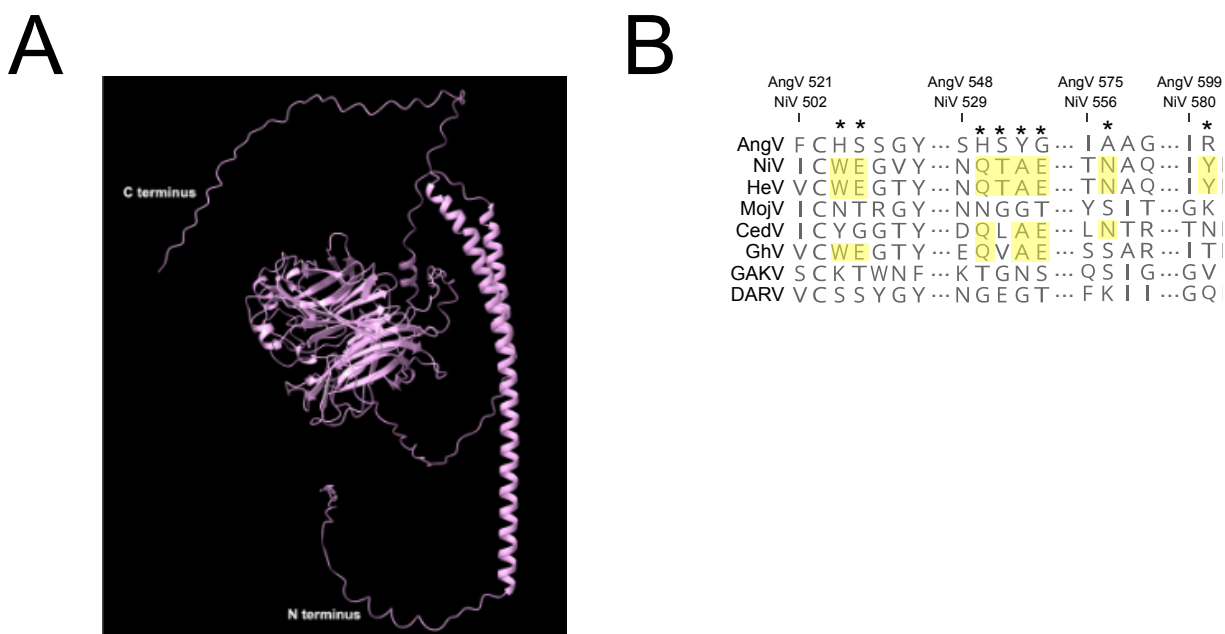 A
B
C terminus
N terminus
AngV 521 AngV 548 AngV 575 AngV 599
NiV 502 NiV 529 NiV 556 NiV 580
* * * * * * * *
AngV F C H S S G Y ··· S H S Y G ··· I A A G ··· I R
NiV I C W E G V Y ··· N Q T A E ··· T N A Q ··· I Y
HeV V C W E G T Y ··· N Q T A E ··· T N A Q ··· I Y
MojV I C N T R G Y ··· N N G G T ··· Y S I T ··· G K
CedV I C Y G G T Y ··· D Q L A E ··· L N T R ··· T N
GhV V C W E G T Y ··· E Q V A E ··· S S A R ··· I T
GAKV S C K T W N F ··· K T G N S ··· Q S I G ··· G V
DARV V C S S Y G Y ··· N G E G T ··· F K I I ··· G Q